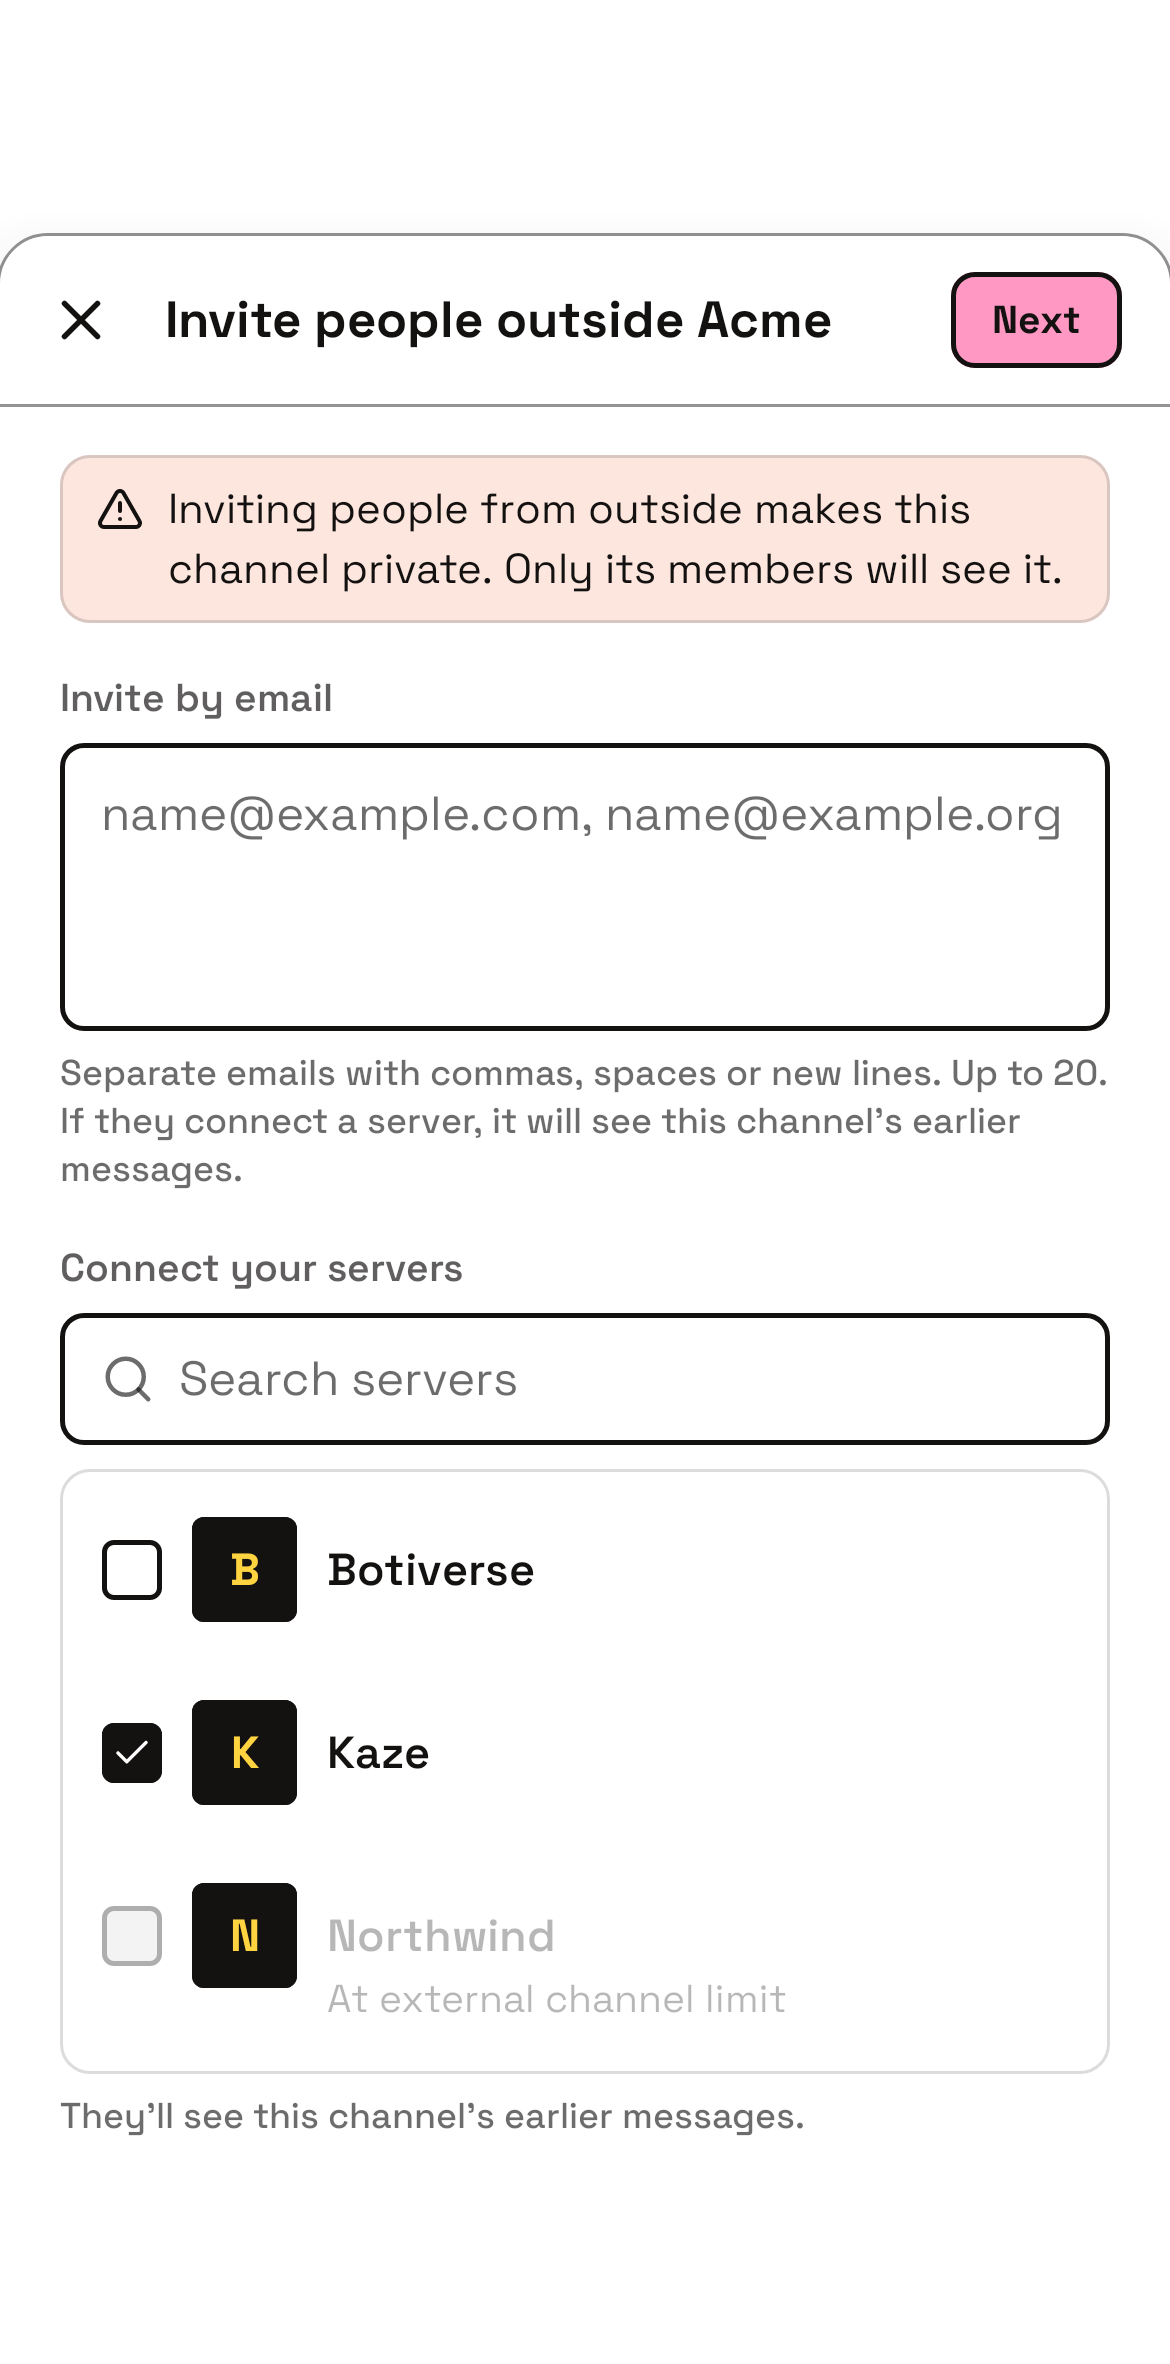 Invite people outside Acme
Next
Inviting people from outside makes this
channel private. Only its members will see it.
Invite by email
name@example.com, name@example.org
Separate emails with commas, spaces or new lines. Up to 20.
If they connect a server, it will see this channel’s earlier
messages.
Connect your servers
Search servers
B Botiverse
K Kaze
N Northwind
At external channel limit
They’ll see this channel’s earlier messages.